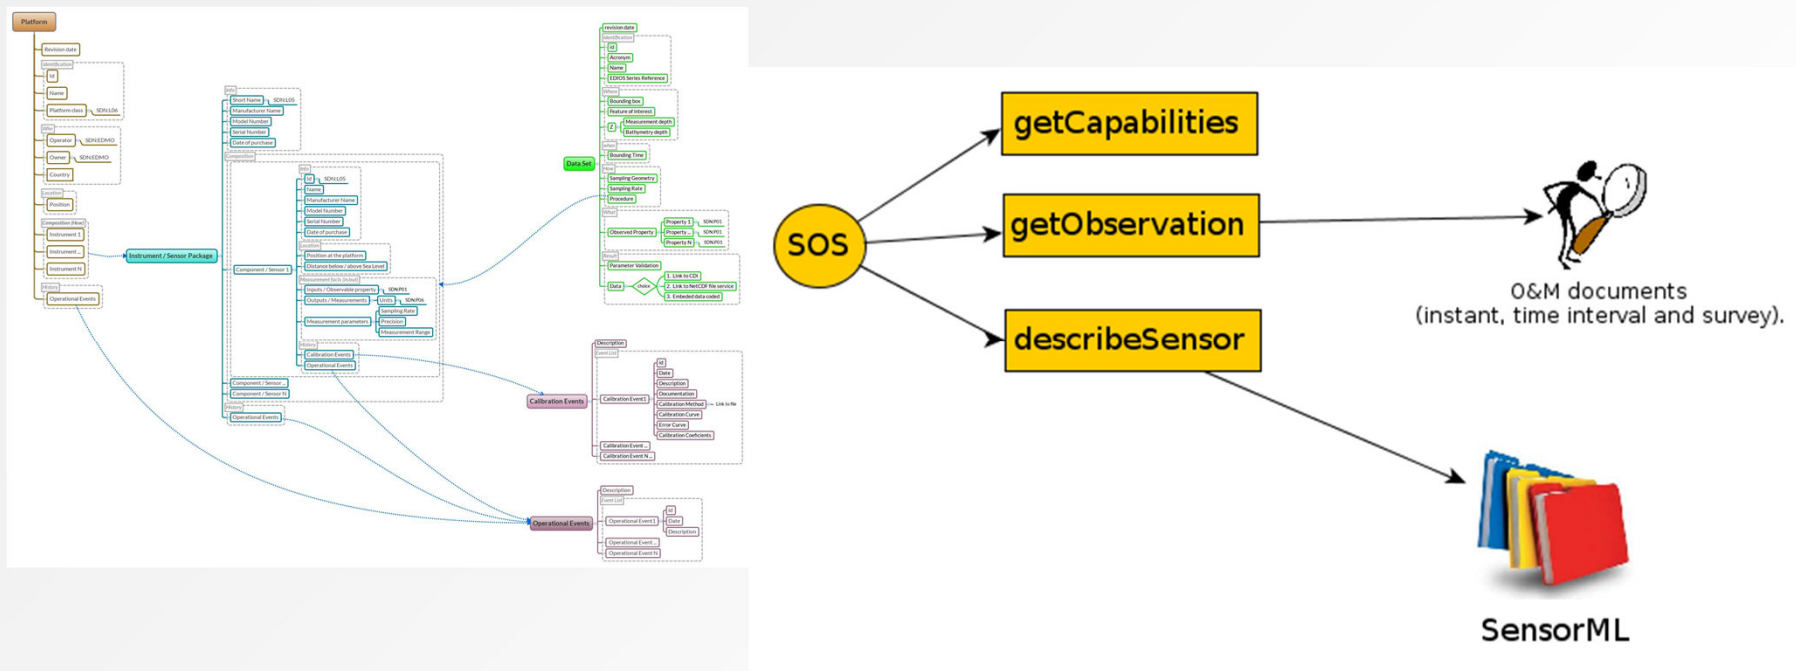 Platform
Revision date
Identification
Id
Name
Platform class
SDN:L06
Who
Operator
SDN:EDMO
Owner
SDN:EDMO
Country
Location
Position
Composition (How)
Instrument 1
Instrument ...
Instrument N
History
Operational Events
Instrument / Sensor Package
Info
Short Name
SDN:L05
Manufacturer Name
Model Number
Serial Number
Date of purchase
Composition
Component / Sensor 1
Info
Id
SDN:L05
Name
Manufacturer Name
Model Number
Serial Number
Date of purchase
Location
Position at the platform
Distance below / above Sea Level
Inputs / Observable property
SDN:P01
Outputs / Measurements
Units
SDN:P06
Measurement parameters
Sampling Rate
Precision
Measurement Range
History
Calibration Events
Operational Events
Component / Sensor ...
Component / Sensor N
History
Operational Events
Data Set
revision date
Identification
id
Acronym
Name
EDIOS Series Reference
Where
Bounding box
Feature of Interest
Z
Measurement depth
Bathymetry depth
when
Bounding Time
How
Sampling Geometry
Sampling Rate
Procedure
What
Observed Property
Property 1
SDN:P01
Property ..
SDN:P01
Property N
SDN:P01
Result
Parameter Validation
Data
choice
1. Link to CDI
2. Link to NetCDF file service
3. Embeded data coded
Calibration Events
Description
Event List
Calibration Event1
id
Date
Description
Documentation
Calibration Method
Link to file
Calibration Curve
Error Curve
Calibration Coeficients
Calibration Event ...
Calibration Event N ...
Operational Events
Description
Event List
Operational Event1
Id
Date
Description
Operational Event ...
Operational Event N
SOS
getCapabilities
getObservation
describeSensor
O&M documents
(instant, time interval and survey).
SensorML